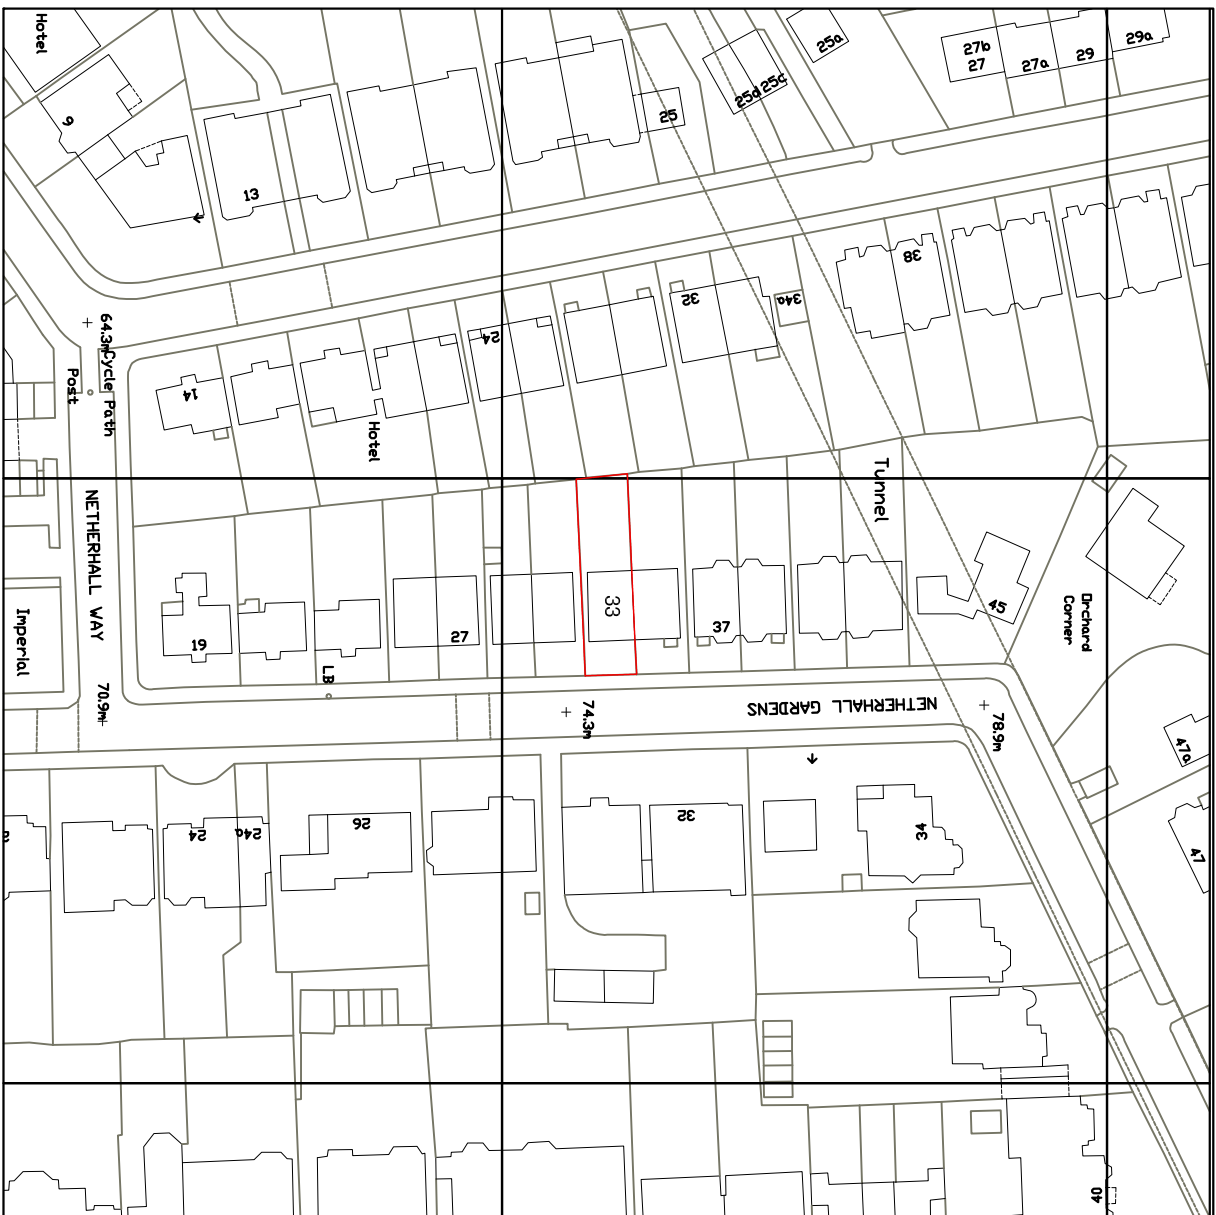 Hotel
25a
27b
27
27a
29
29a
25d
25c
25
9
13
38
32
34a
64.3m
Cycle Path
Post
24
14
Hotel
Tunnel
NETHERHALL WAY
Imperial
19
27
33
37
45
Orchard
Corner
LB
70.9m
74.3m
NETHERHALL GARDENS
78.9m
47a
24
24a
26
32
34
47
40